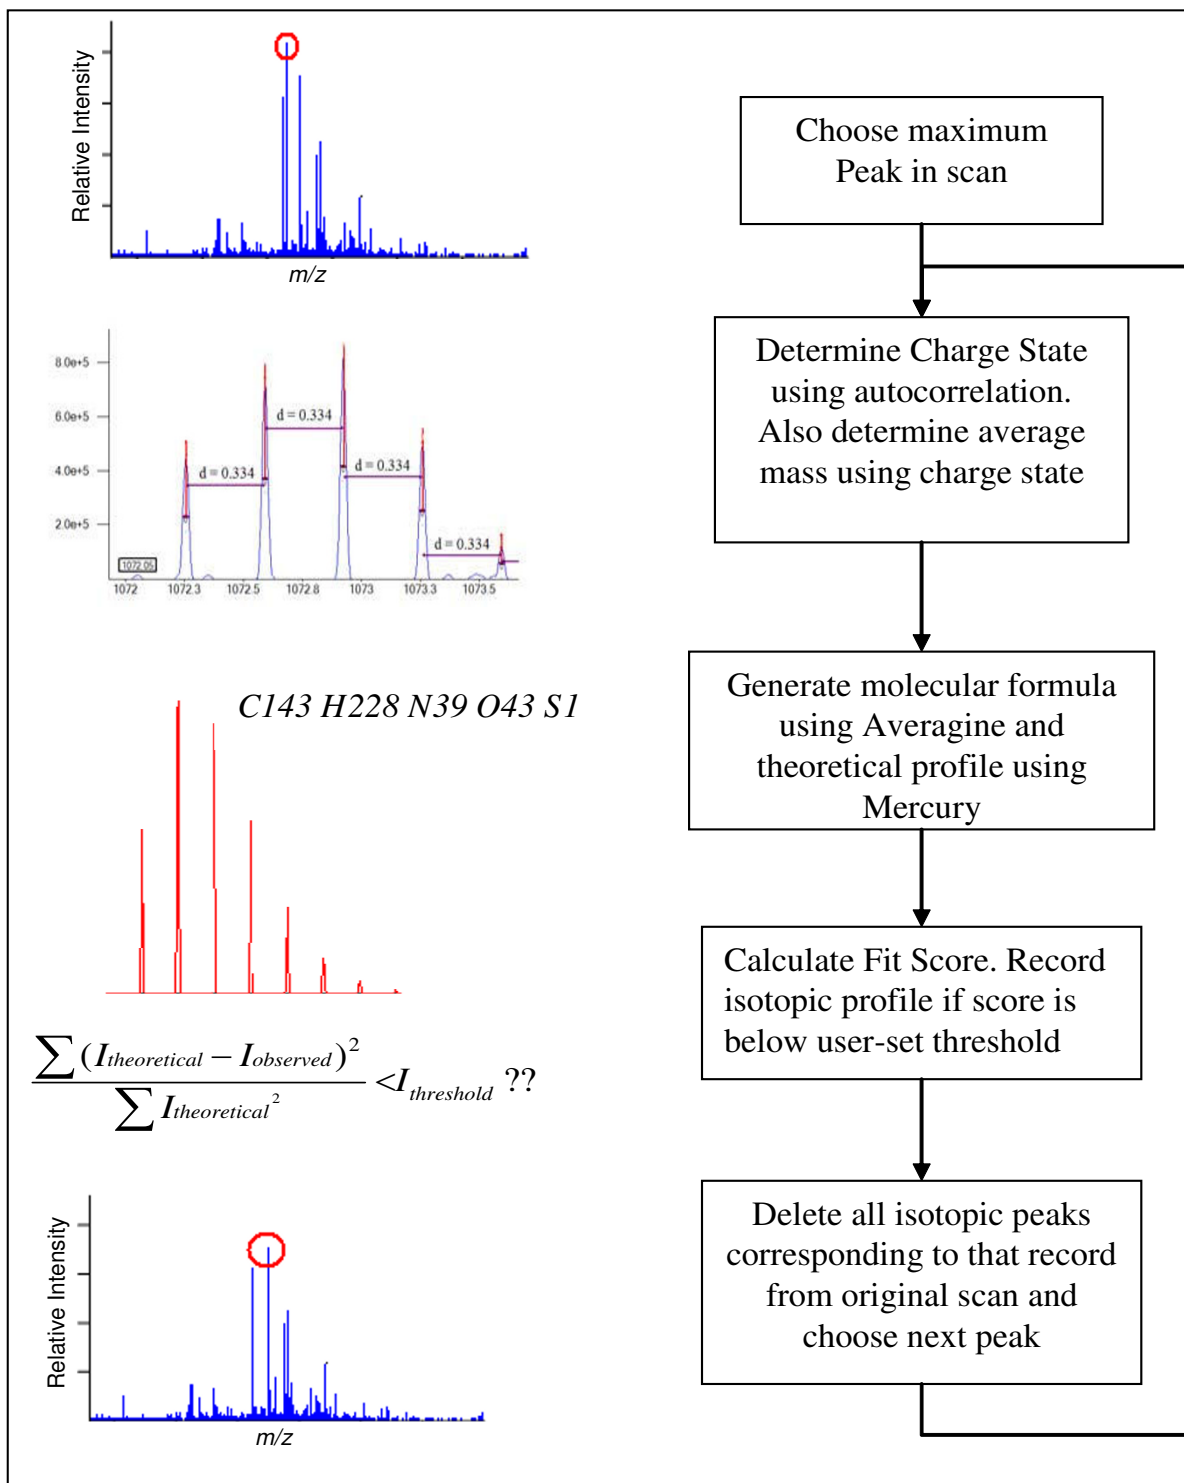 Relative Intensity
m/z
Choose maximum
Peak in scan
8.0e+5
6.0e+5
4.0e+5
2.0e+5
d = 0.334
d = 0.334
d = 0.334
d = 0.334
1072.05
1072 1072.3 1072.5 1072.8 1073 1073.3 1073.5
Determine Charge State
using autocorrelation.
Also determine average
mass using charge state
C143 H228 N39 O43 S1
Generate molecular formula
using Averagine and
theoretical profile using
Mercury
∑(Itheoretical – Iobserved)²
∑Itheoretical²
<Ithreshold ??
Calculate Fit Score. Record
isotopic profile if score is
below user-set threshold
Relative Intensity
m/z
Delete all isotopic peaks
corresponding to that record
from original scan and
choose next peak